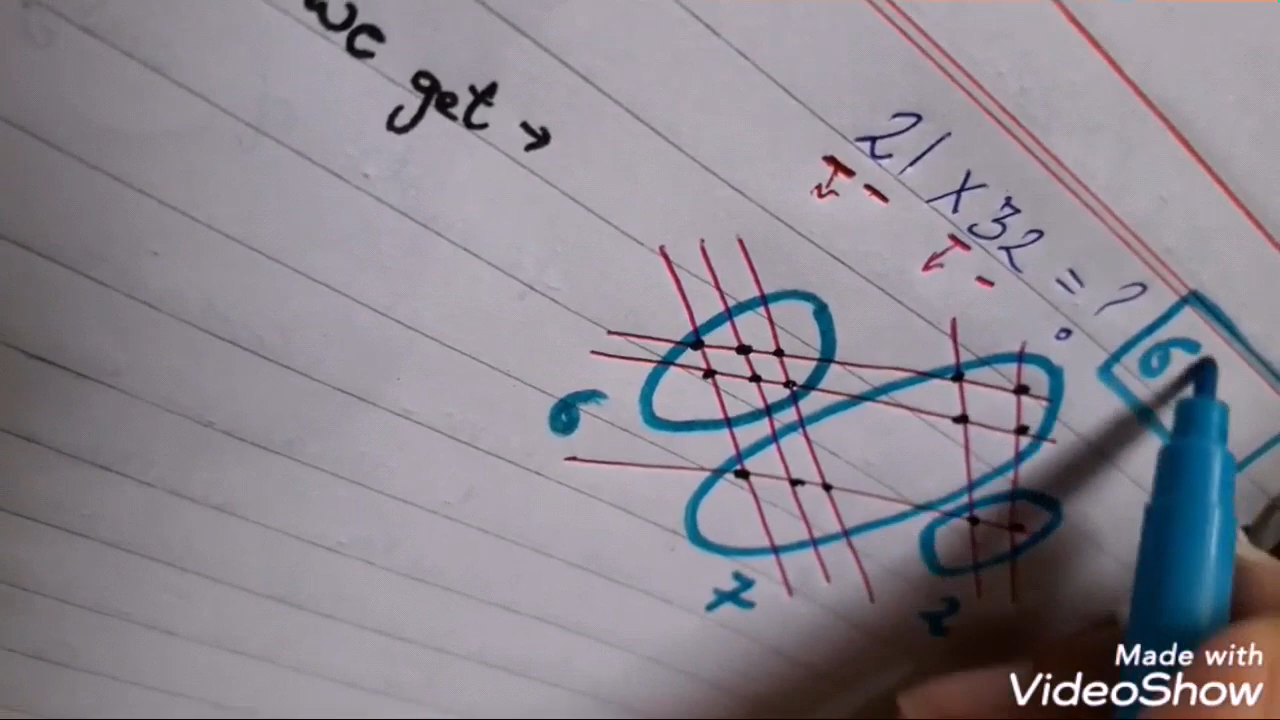 we get →
21 × 32 = ?
6
6
7
2
Made with
VideoShow